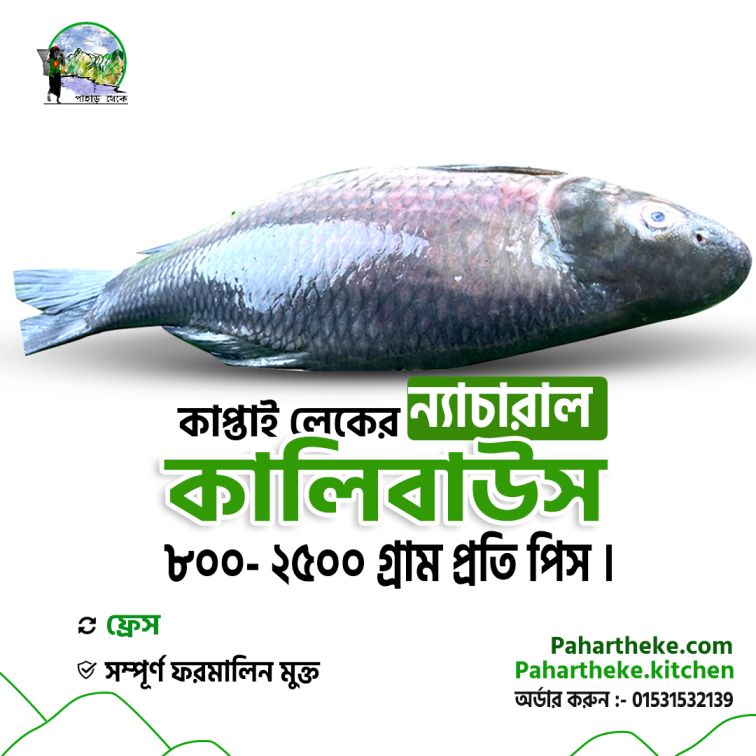 পাহাড় থেকে
কাপ্তাই লেকের ন্যাচারাল
কালিবাউস
৮০০- ২৫০০ গ্রাম প্রতি পিস ।
ফ্রেস
সম্পূর্ণ ফরমালিন মুক্ত
Pahartheke.com
Pahartheke.kitchen
অর্ডার করুন :- 01531532139